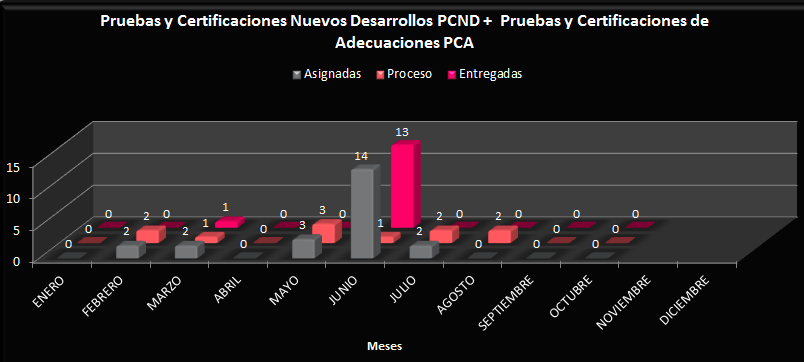 Pruebas y Certificaciones Nuevos Desarrollos PCND + Pruebas y Certificaciones de
Adecuaciones PCA
Asignadas Proceso Entregadas
13
14
15
10
1
0 2 0 0 3 0 2 0 2 0 0 0
1 1
5 0 2 2 0 3 2 0 0
0 0 0 0 0
0
ENERO FEBRERO MARZO ABRIL MAYO JUNIO JULIO AGOSTO SEPTIEMBRE OCTUBRE NOVIEMBRE DICIEMBRE
Meses